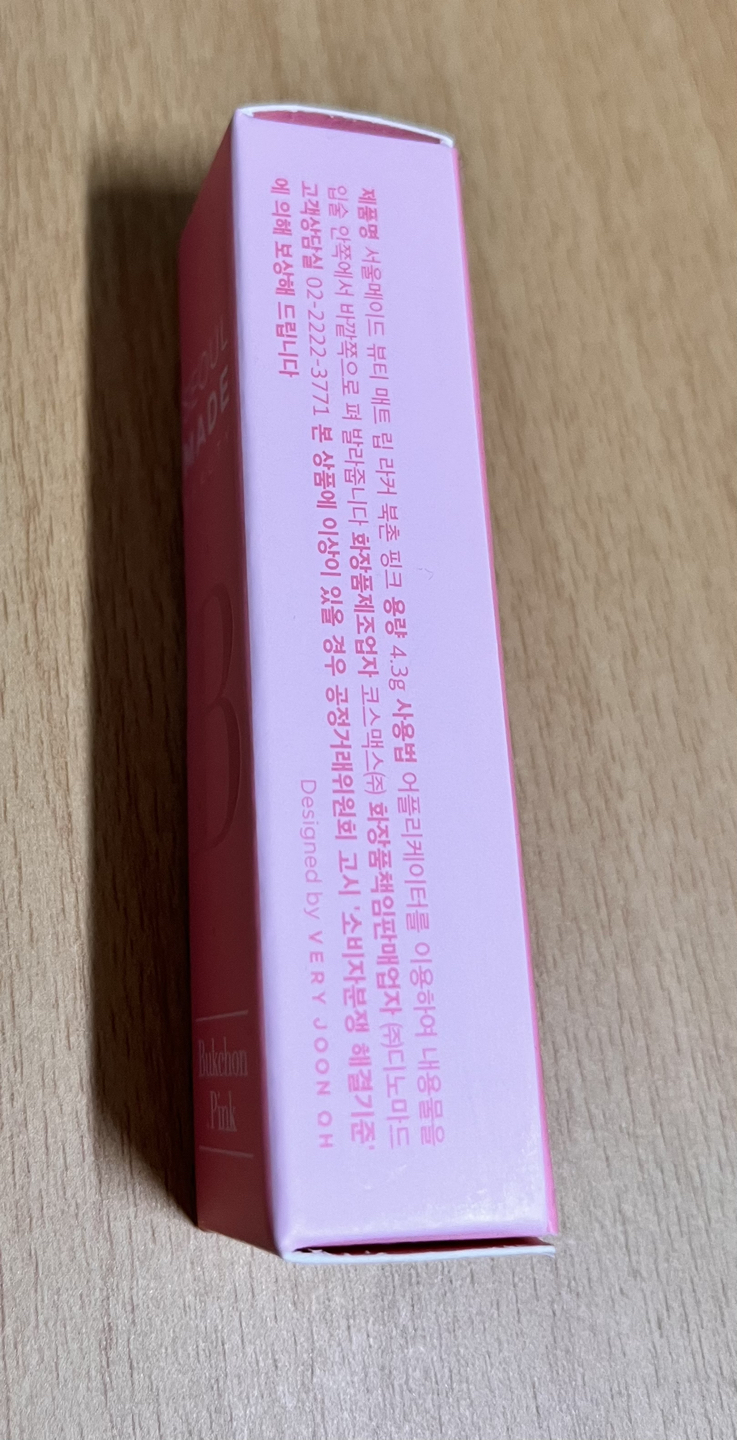 제품명 서울메이드 뷰티 매트 립 라커 북촌 핑크 용량 4.3g 사용법 어플리케이터를 이용하여 내용물을
입술 안쪽에서 바깥쪽으로 펴 발라줍니다 화장품제조업자 코스맥스㈜ 화장품책임판매업자 ㈜디노마드
고객상담실 02-2222-3771 본 상품에 이상이 있을 경우 공정거래위원회 고시 '소비자분쟁 해결기준'
에 의해 보상해 드립니다
Designed by VERY JOON OH
SEOUL
MADE
B
Bukchon
Pink